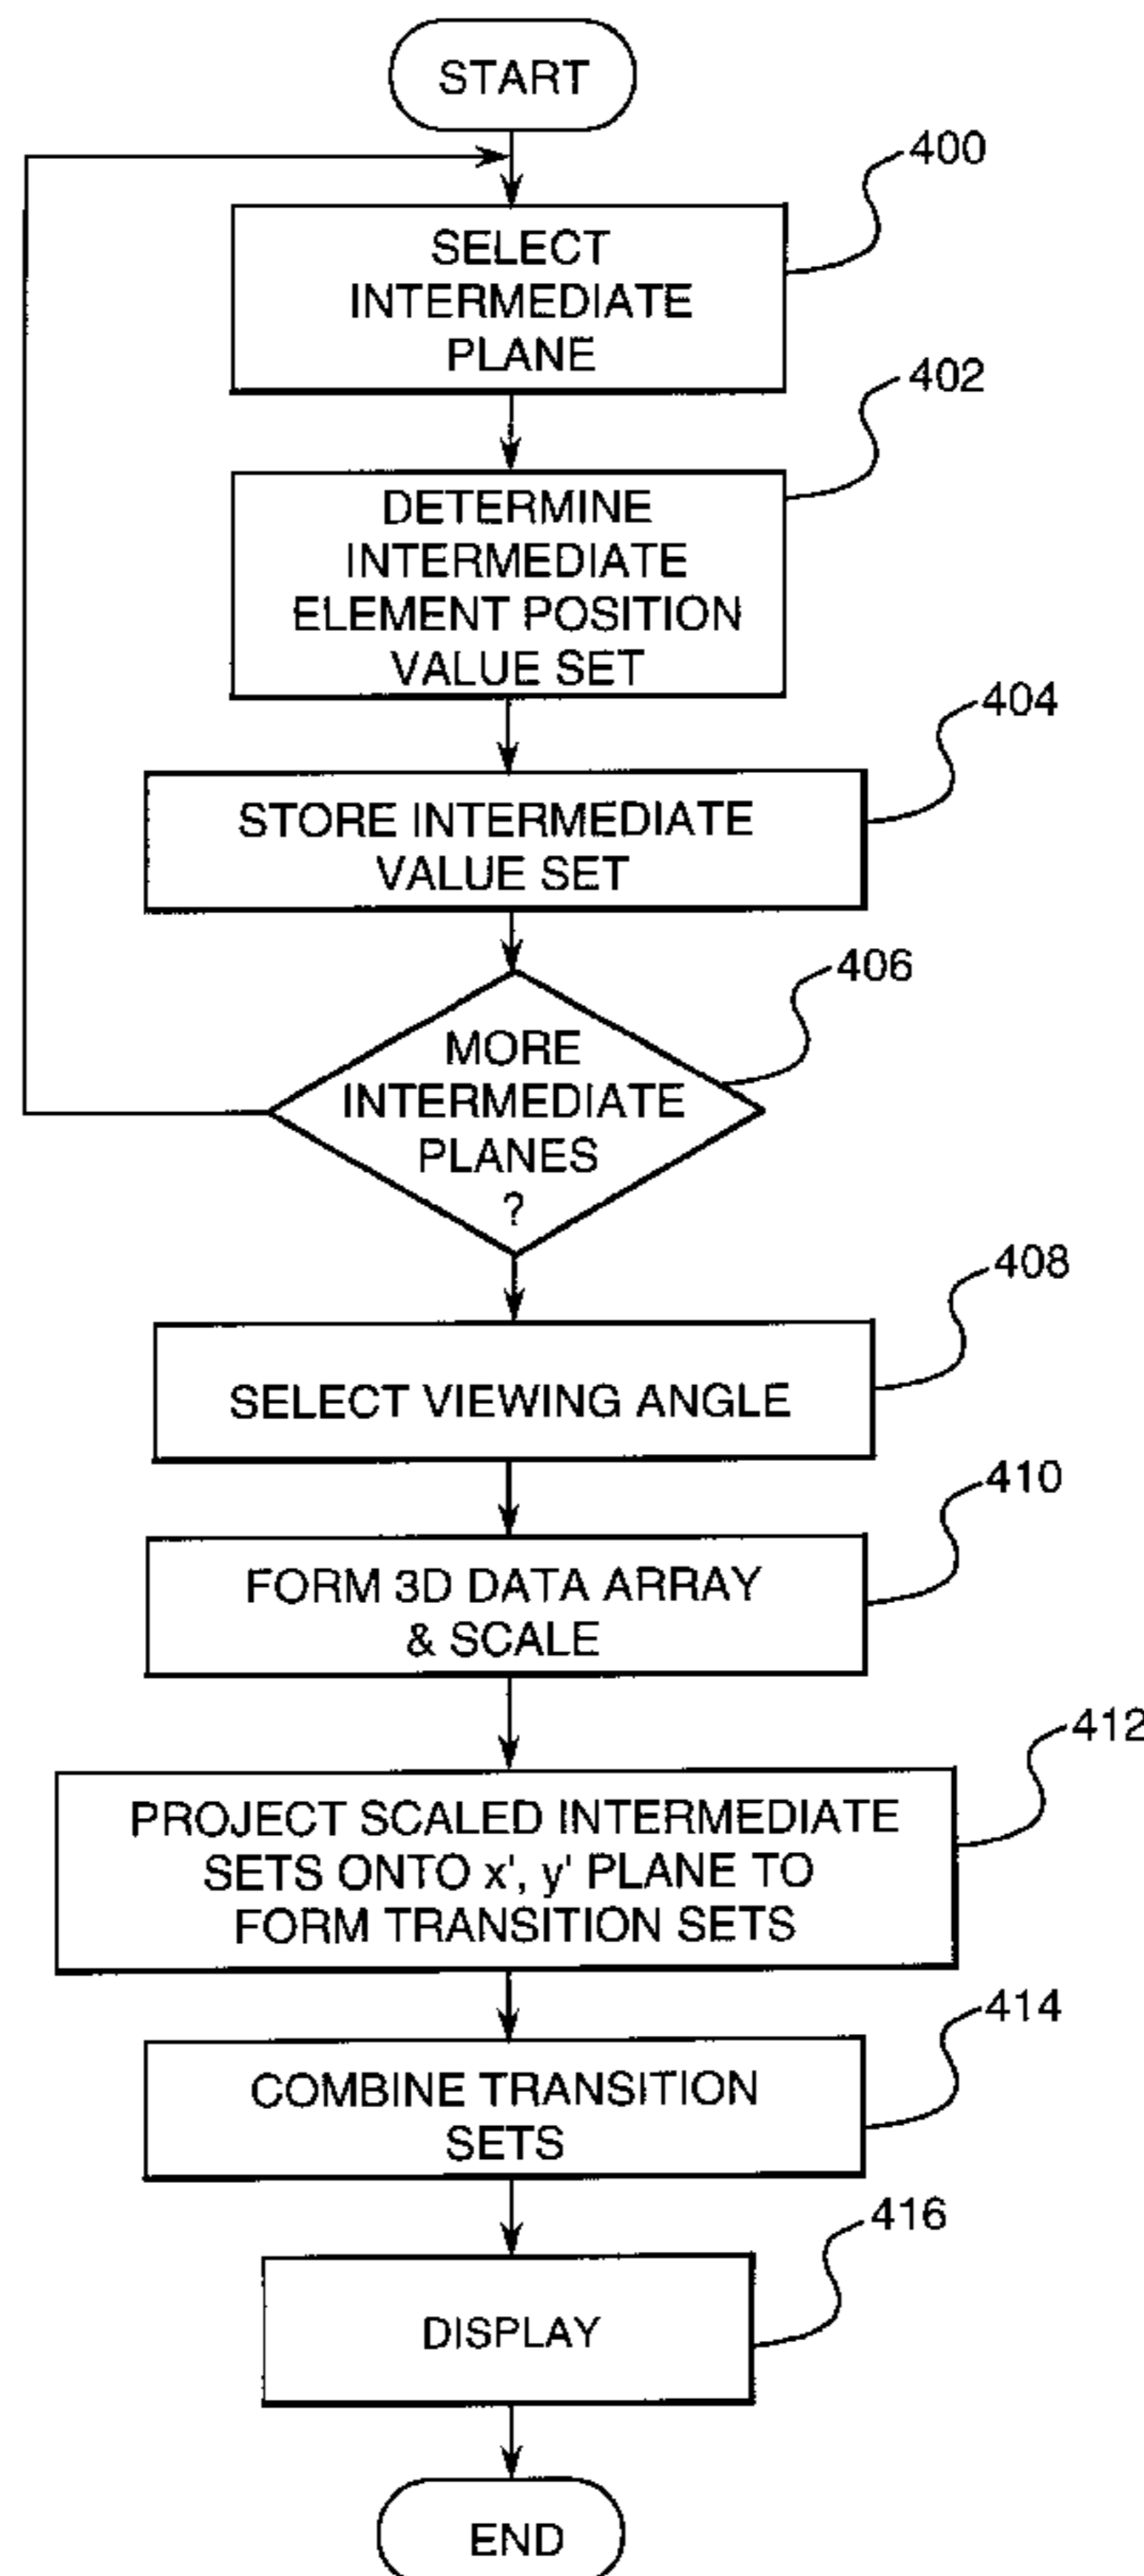 START
400
SELECT
INTERMEDIATE
PLANE
402
DETERMINE
INTERMEDIATE
ELEMENT POSITION
VALUE SET
404
STORE INTERMEDIATE
VALUE SET
406
MORE
INTERMEDIATE
PLANES
?
408
SELECT VIEWING ANGLE
410
FORM 3D DATA ARRAY
& SCALE
412
PROJECT SCALED INTERMEDIATE
SETS ONTO x', y' PLANE TO
FORM TRANSITION SETS
414
COMBINE TRANSITION
SETS
416
DISPLAY
END